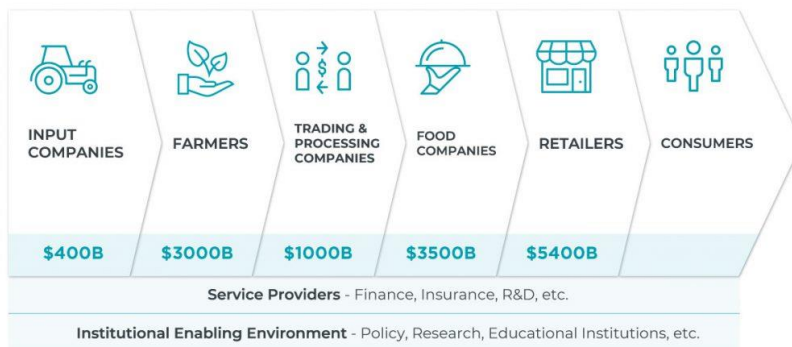 INPUT
COMPANIES
FARMERS
TRADING &
PROCESSING
COMPANIES
FOOD
COMPANIES
RETAILERS
CONSUMERS
$400B
$3000B
$1000B
$3500B
$5400B
Service Providers - Finance, Insurance, R&D, etc.
Institutional Enabling Environment - Policy, Research, Educational Institutions, etc.